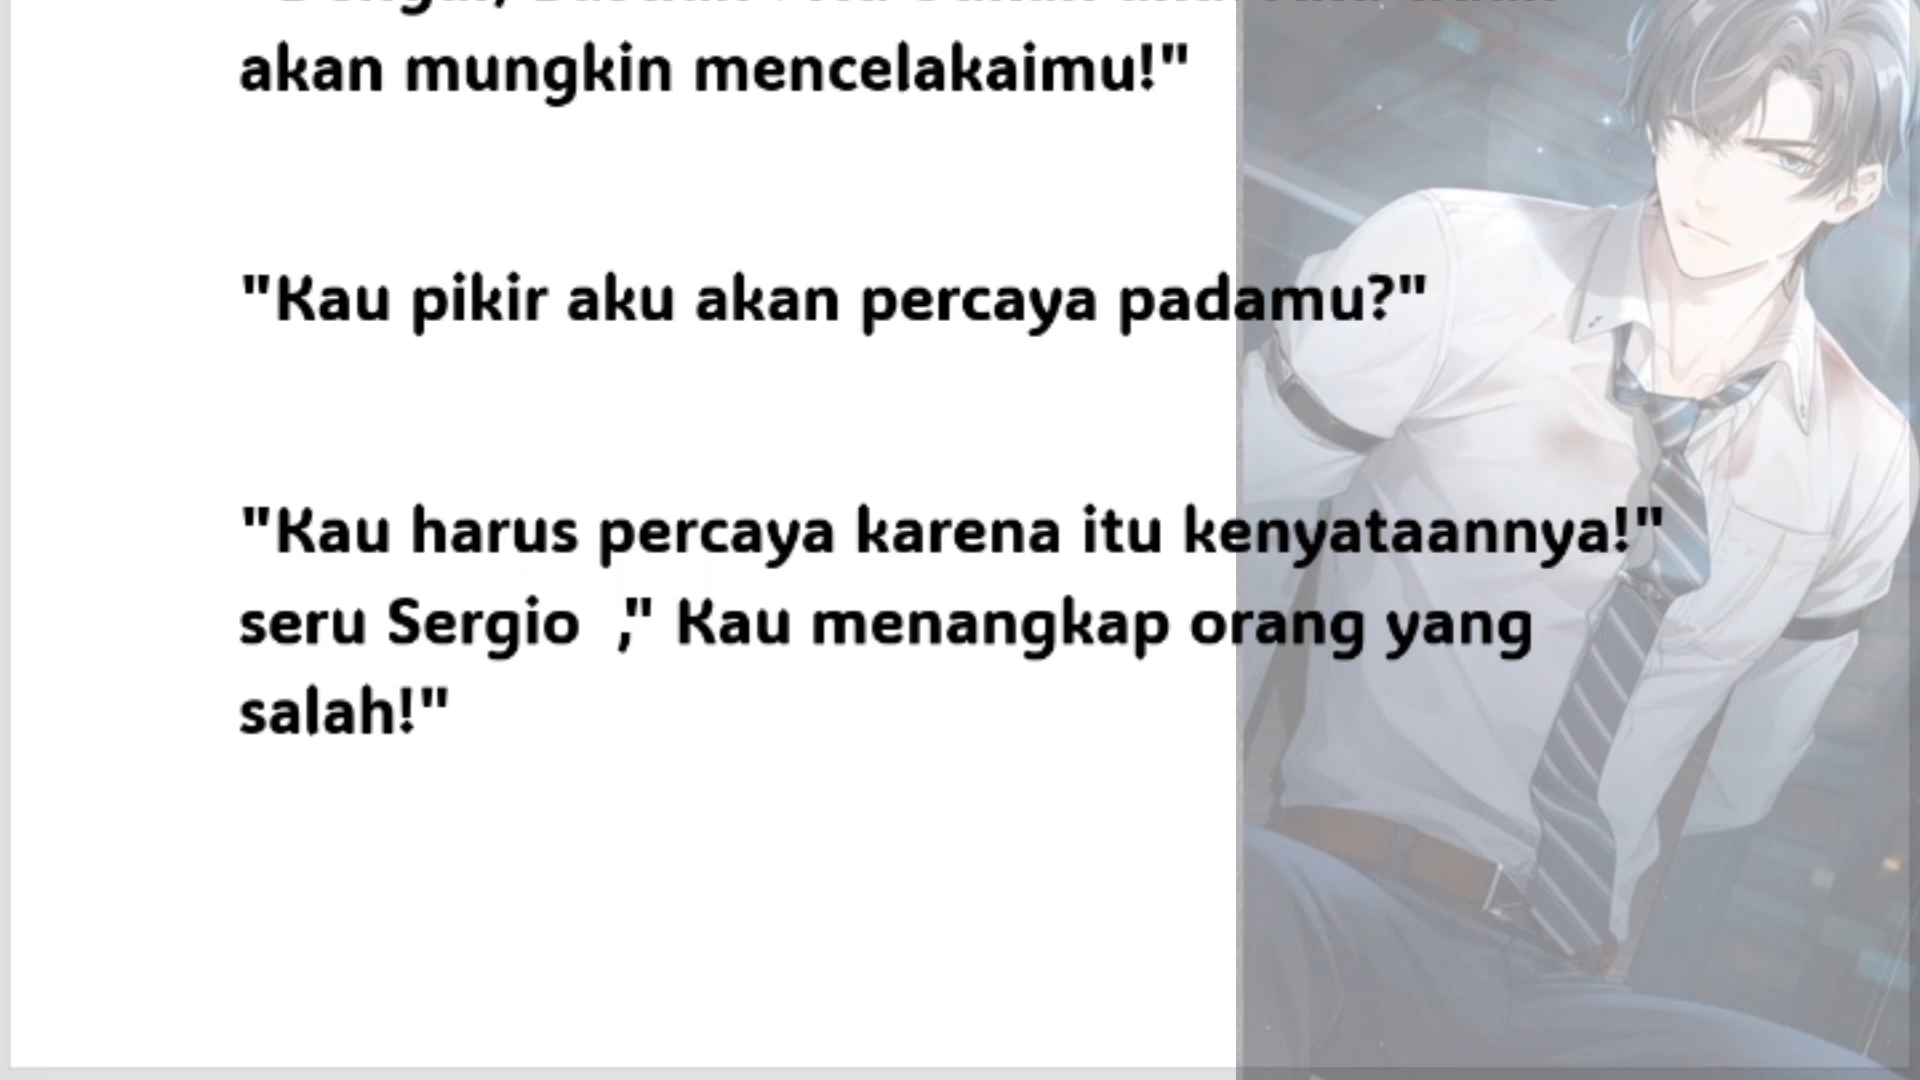 akan mungkin mencelakaimu!"
"Kau pikir aku akan percaya padamu?"
"Kau harus percaya karena itu kenyataannya!"
seru Sergio ," Kau menangkap orang yang
salah!"